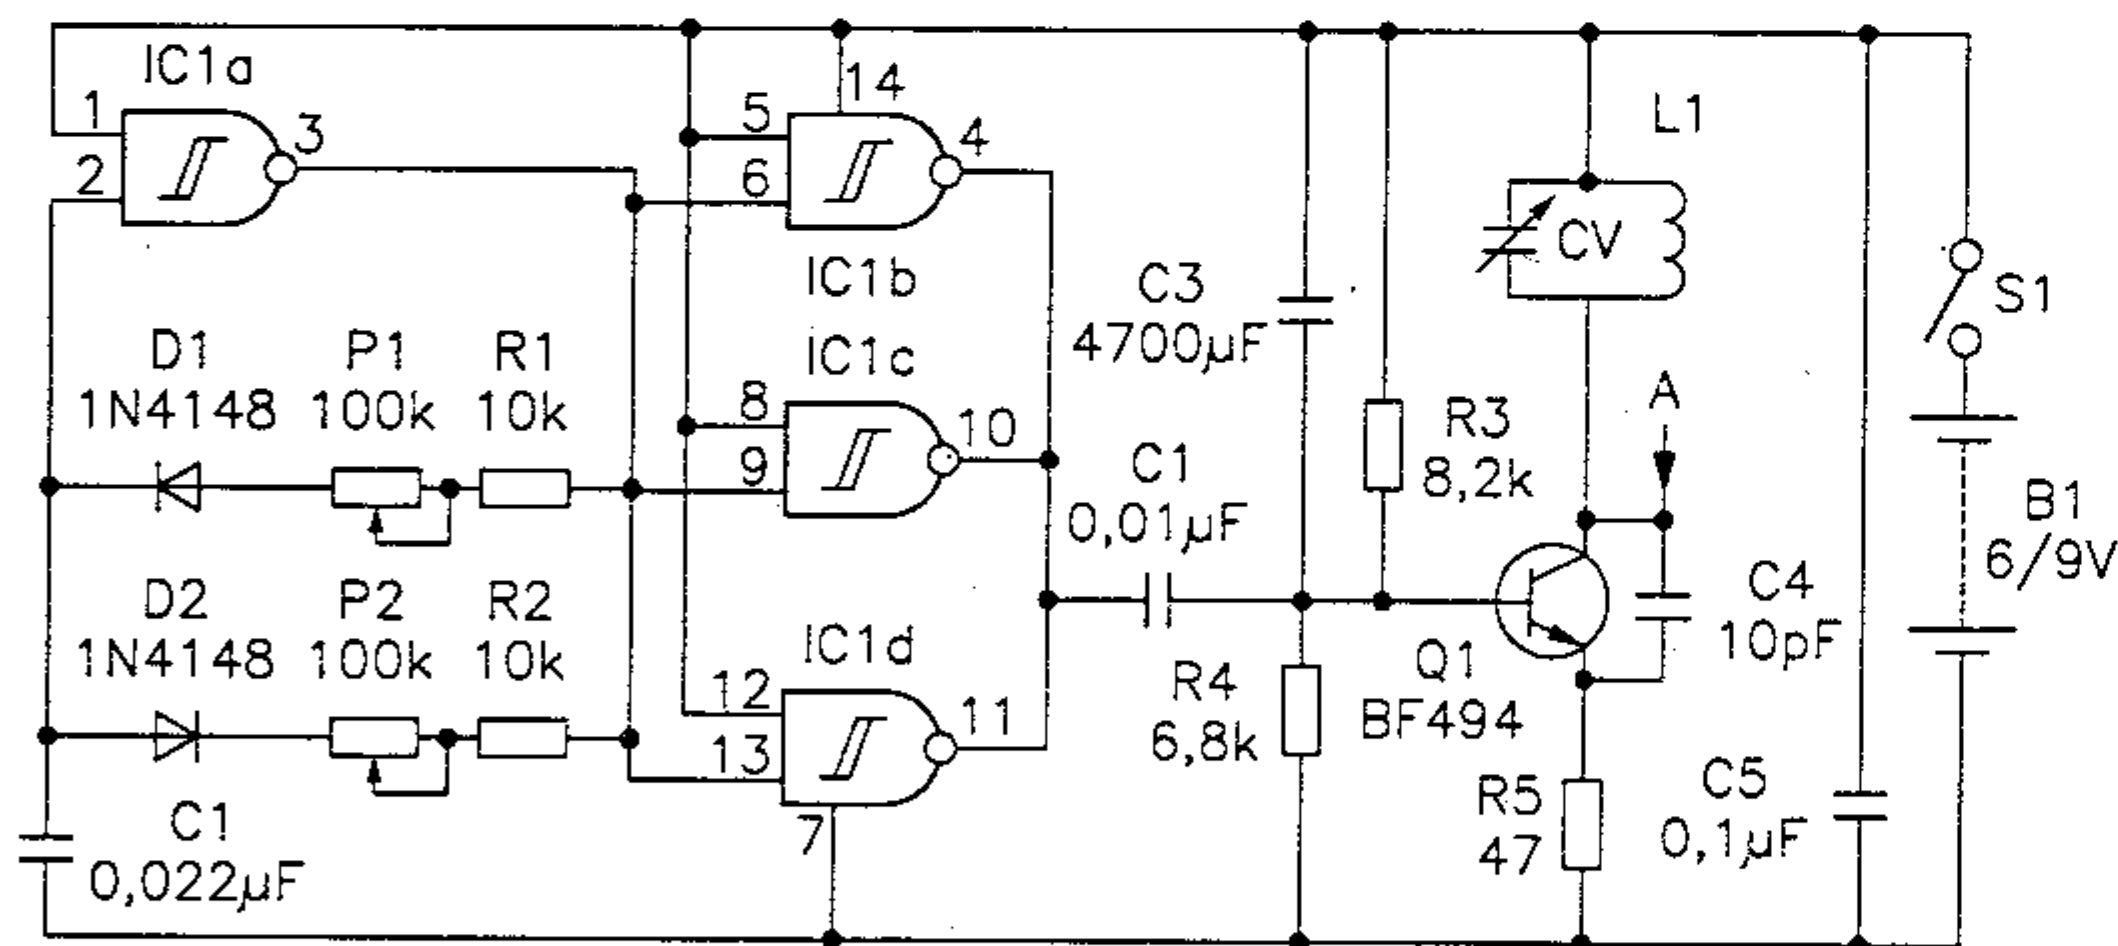 IC1a
1
2
3
14
5
6
4
IC1b
IC1c
8
9
10
IC1d
12
13
11
7
D1
1N4148
P1
100k
R1
10k
D2
1N4148
P2
100k
R2
10k
C1
0,022µF
C3
4700µF
C1
0,01µF
R3
8,2k
R4
6,8k
L1
CV
A
Q1
BF494
C4
10pF
R5
47
C5
0,1µF
S1
B1
6/9V